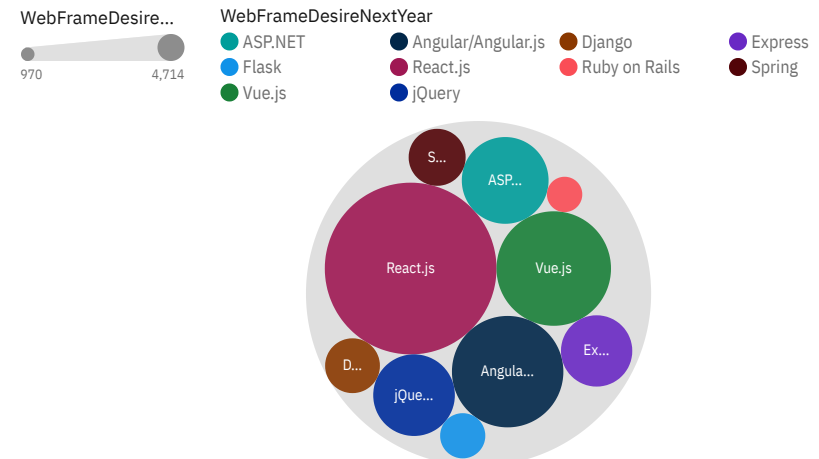 WebFrameDesire...
970
4,714
WebFrameDesireNextYear
ASP.NET
Angular/Angular.js
Django
Express
Flask
React.js
Ruby on Rails
Spring
Vue.js
jQuery
S...
ASP...
React.js
Vue.js
Ex...
D...
Angula...
jQue...